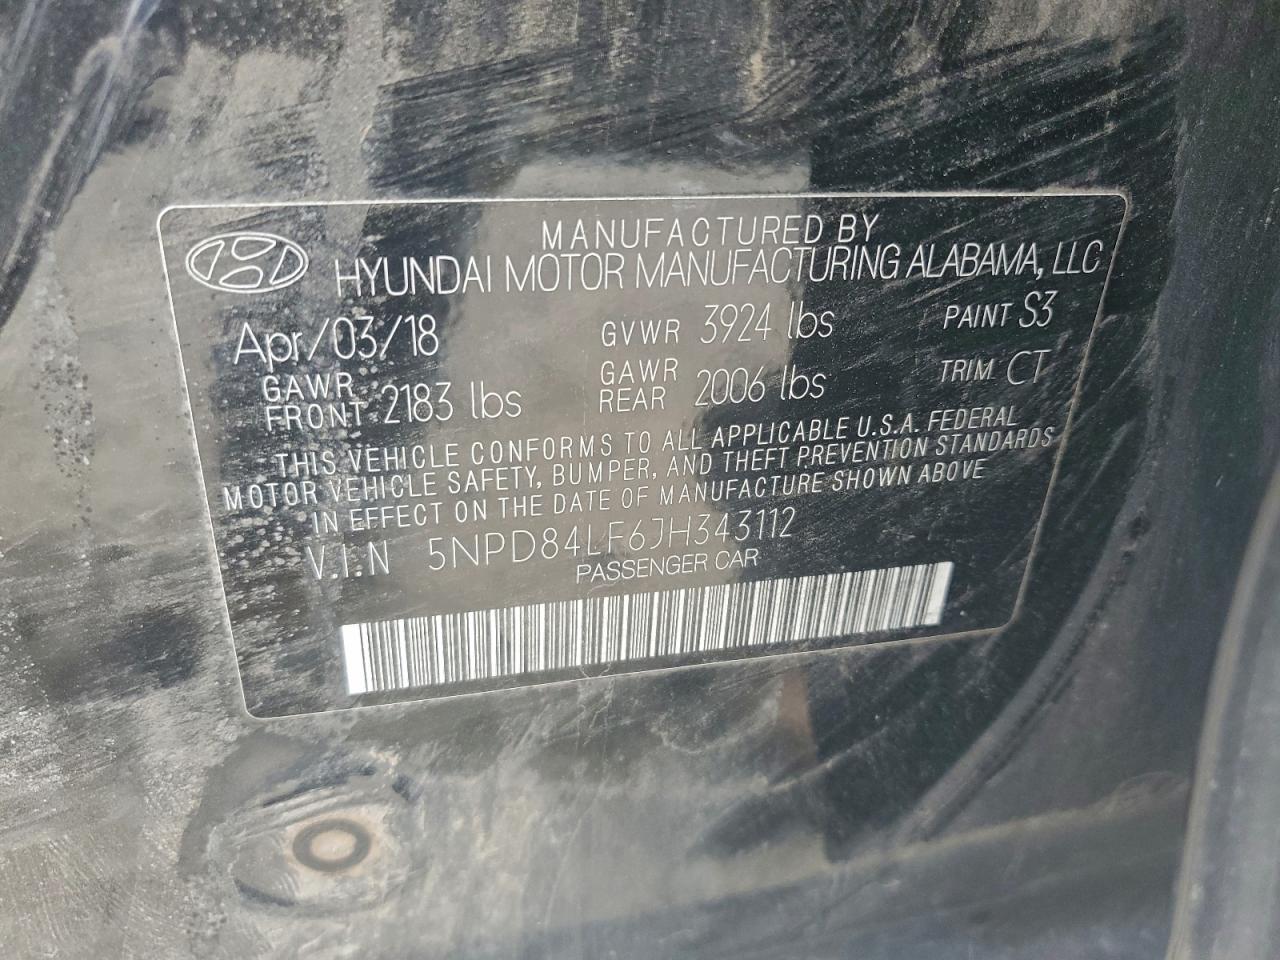 MANUFACTURED BY
HYUNDAI MOTOR MANUFACTURING ALABAMA, LLC
Apr/03/18 GVWR 3924 lbs PAINT S3
GAWR FRONT 2183 lbs GAWR REAR 2006 lbs TRIM CT
THIS VEHICLE CONFORMS TO ALL APPLICABLE U.S.A. FEDERAL
MOTOR VEHICLE SAFETY, BUMPER, AND THEFT PREVENTION STANDARDS
IN EFFECT ON THE DATE OF MANUFACTURE SHOWN ABOVE
V.I.N 5NPD84LF6JH343112
PASSENGER CAR